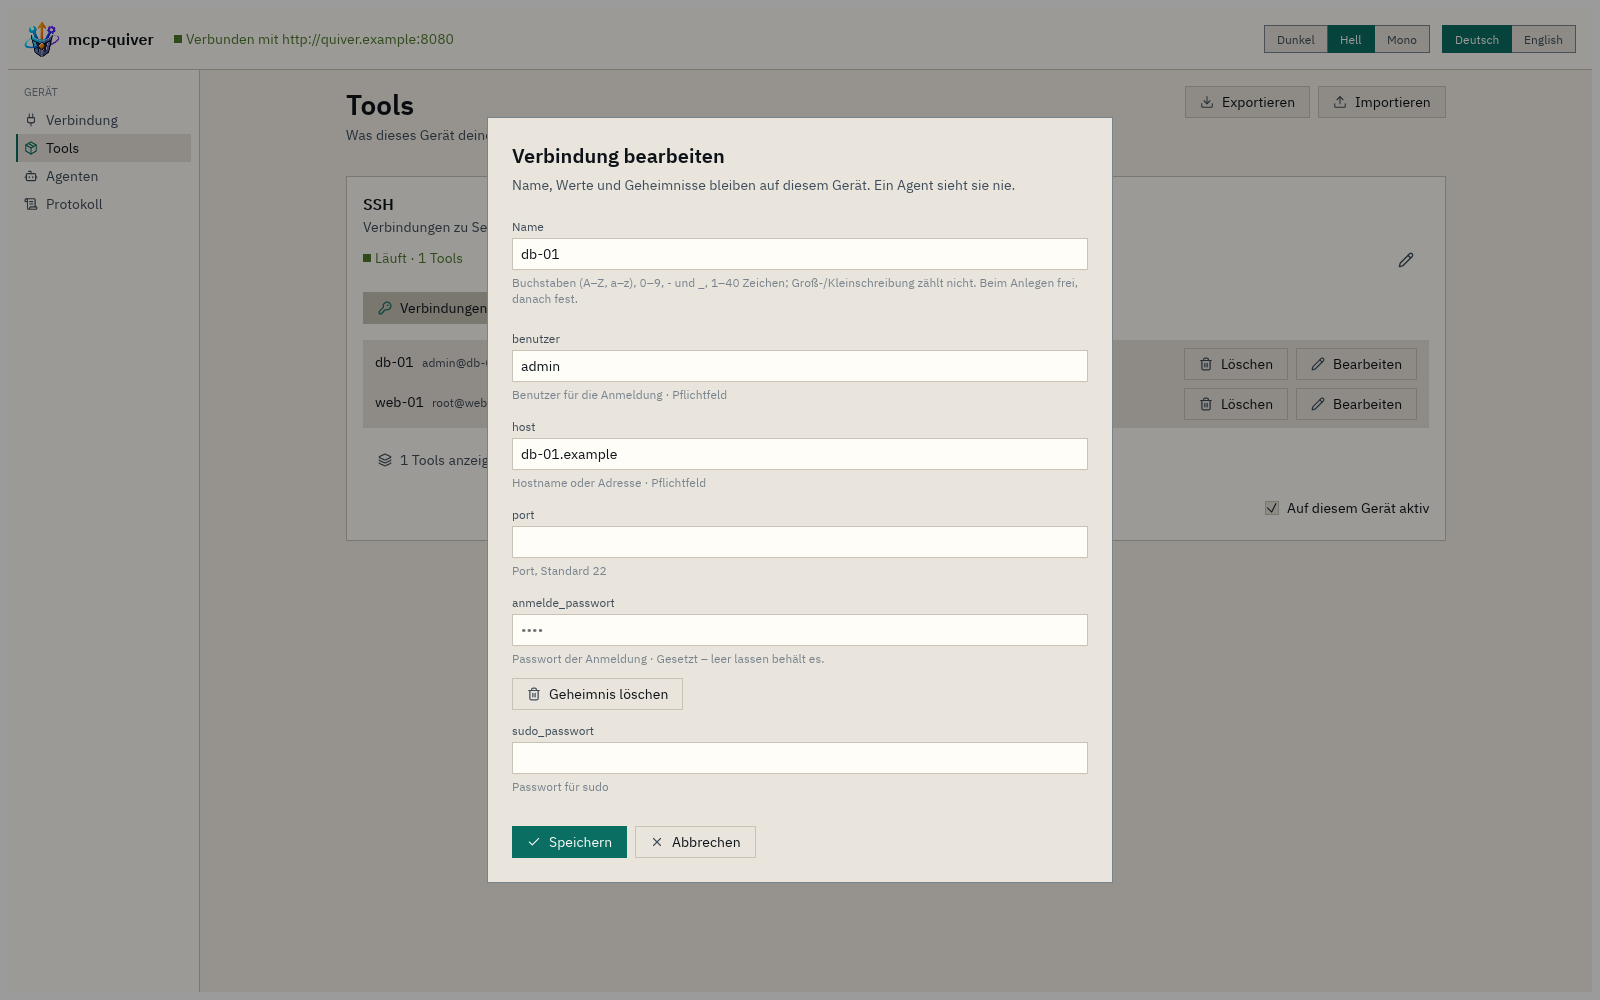 mcp-quiver
Verbunden mit http://quiver.example:8080
Dunkel
Hell
Mono
Deutsch
English
GERÄT
Verbindung
Tools
Agenten
Protokoll
Tools
Was dieses Gerät
Exportieren
Importieren
SSH
Verbindungen zu
Läuft · 1 Tools
Verbindungen
db-01 admin@db-
Löschen
Bearbeiten
web-01 root@web
Löschen
Bearbeiten
1 Tools
Auf diesem Gerät aktiv
Verbindung bearbeiten
Name, Werte und Geheimnisse bleiben auf diesem Gerät. Ein Agent sieht sie nie.
Name
db-01
Buchstaben (A–Z, a–z), 0–9, - und _, 1–40 Zeichen; Groß-/Kleinschreibung zählt nicht. Beim Anlegen frei,
danach fest.
benutzer
admin
Benutzer für die Anmeldung · Pflichtfeld
host
db-01.example
Hostname oder Adresse · Pflichtfeld
port
Port, Standard 22
anmelde_passwort
••••
Passwort der Anmeldung · Gesetzt – leer lassen behält es.
Geheimnis löschen
sudo_passwort
Passwort für sudo
Speichern
Abbrechen